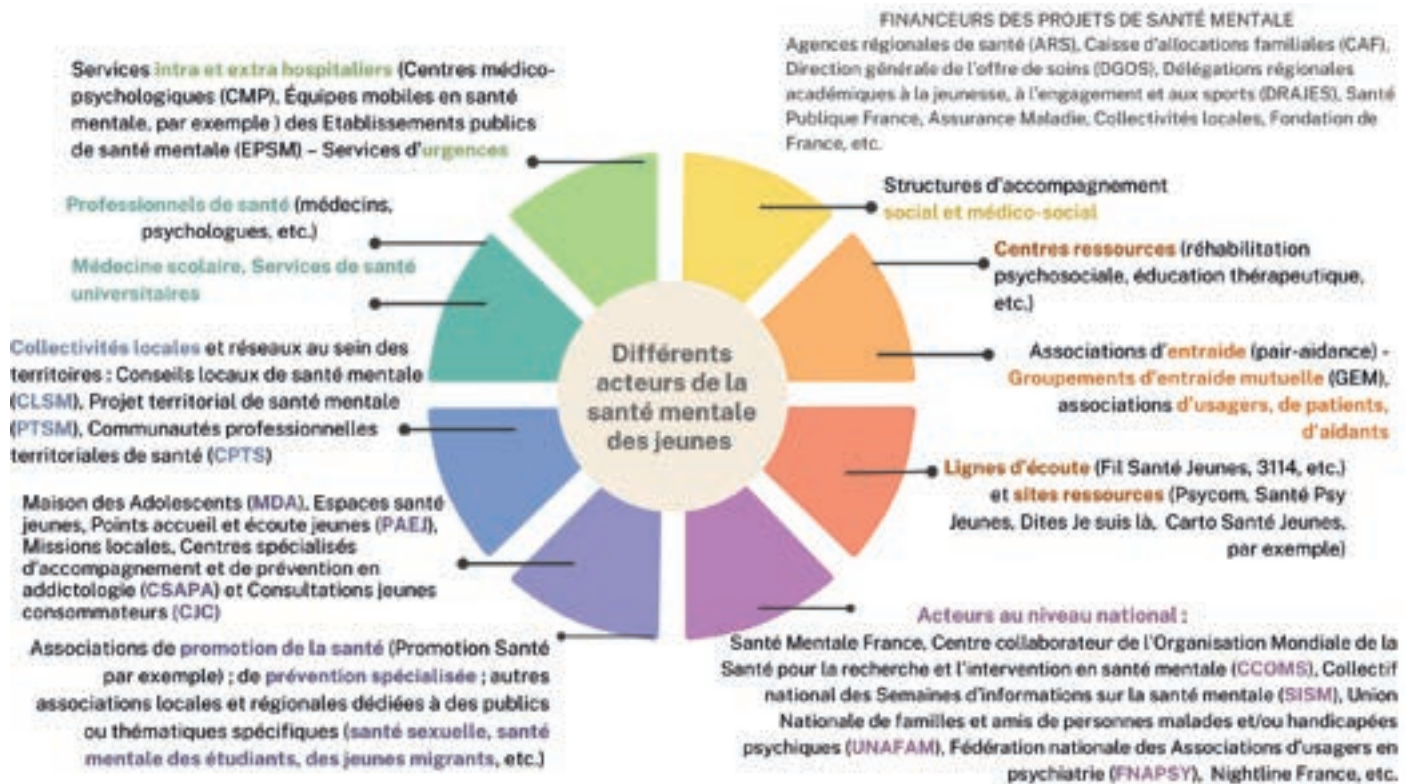 FINANCEURS DES PROJETS DE SANTÉ MENTALE
Agences régionales de santé (ARS), Caisse d'allocations familiales (CAF),
Direction générale de l'offre de soins (DGOS), Délégations régionales
académiques à la jeunesse, à l'engagement et aux sports (DRAJES), Santé
Publique France, Assurance Maladie, Collectivités locales, Fondation de
France, etc.
Services intra et extra hospitaliers (Centres médico-
psychologiques (CMP), Équipes mobiles en santé
mentale, par exemple ) des Etablissements publics
de santé mentale (EPSM) – Services d'urgences
Structures d'accompagnement
social et médico-social
Professionnels de santé (médecins,
psychologues, etc.)
Médecine scolaire, Services de santé
universitaires
Centres ressources (réhabilitation
psychosociale, éducation thérapeutique,
etc.)
Collectivités locales et réseaux au sein des
territoires : Conseils locaux de santé mentale
(CLSM), Projet territorial de santé mentale
(PTSM), Communautés professionnelles
territoriales de santé (CPTS)
Différents
acteurs de la
santé mentale
des jeunes
Associations d'entraide (pair-aidance) -
Groupements d'entraide mutuelle (GEM),
associations d'usagers, de patients,
d'aidants
Lignes d'écoute (Fil Santé Jeunes, 3114, etc.)
et sites ressources (Psycom, Santé Psy
Jeunes, Dites Je suis là, Carto Santé Jeunes,
par exemple)
Maison des Adolescents (MDA), Espaces santé
jeunes, Points accueil et écoute jeunes (PAEJ),
Missions locales, Centres spécialisés
d'accompagnement et de prévention en
addictologie (CSAPA) et Consultations jeunes
consommateurs (CJC)
Associations de promotion de la santé (Promotion Santé
par exemple) ; de prévention spécialisée ; autres
associations locales et régionales dédiées à des publics
ou thématiques spécifiques (santé sexuelle, santé
mentale des étudiants, des jeunes migrants, etc.)
Acteurs au niveau national :
Santé Mentale France, Centre collaborateur de l'Organisation Mondiale de la
Santé pour la recherche et l'intervention en santé mentale (CCOMS), Collectif
national des Semaines d'informations sur la santé mentale (SISM), Union
Nationale de familles et amis de personnes malades et/ou handicapées
psychiques (UNAFAM), Fédération nationale des Associations d'usagers en
psychiatrie (FNAPSY), Nightline France, etc.